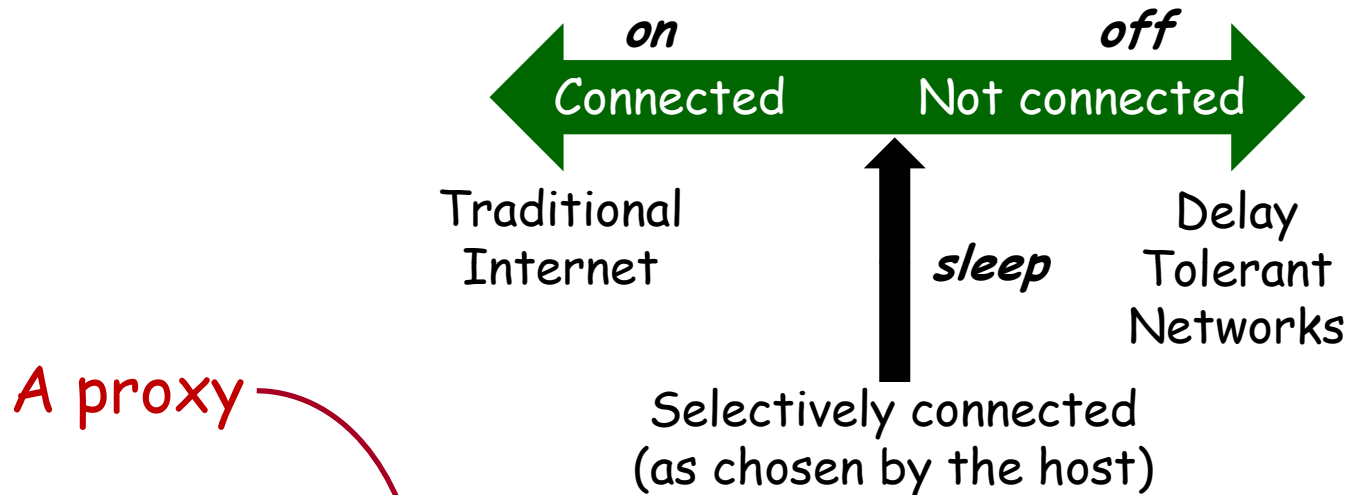 on
off
Connected
Not connected
Traditional
Internet
sleep
Delay
Tolerant
Networks
A proxy
Selectively connected
(as chosen by the host)